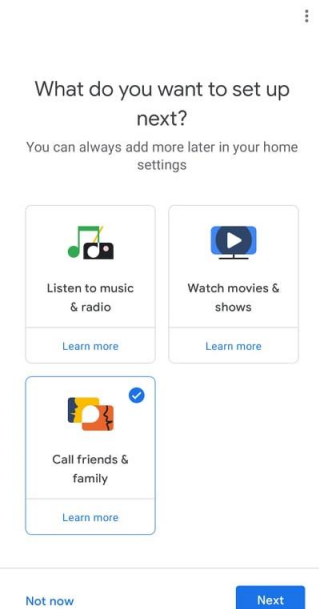 What do you want to set up
next?
You can always add more later in your home
settings
Listen to music
& radio
Learn more
Watch movies &
shows
Learn more
Call friends &
family
Learn more
Not now
Next